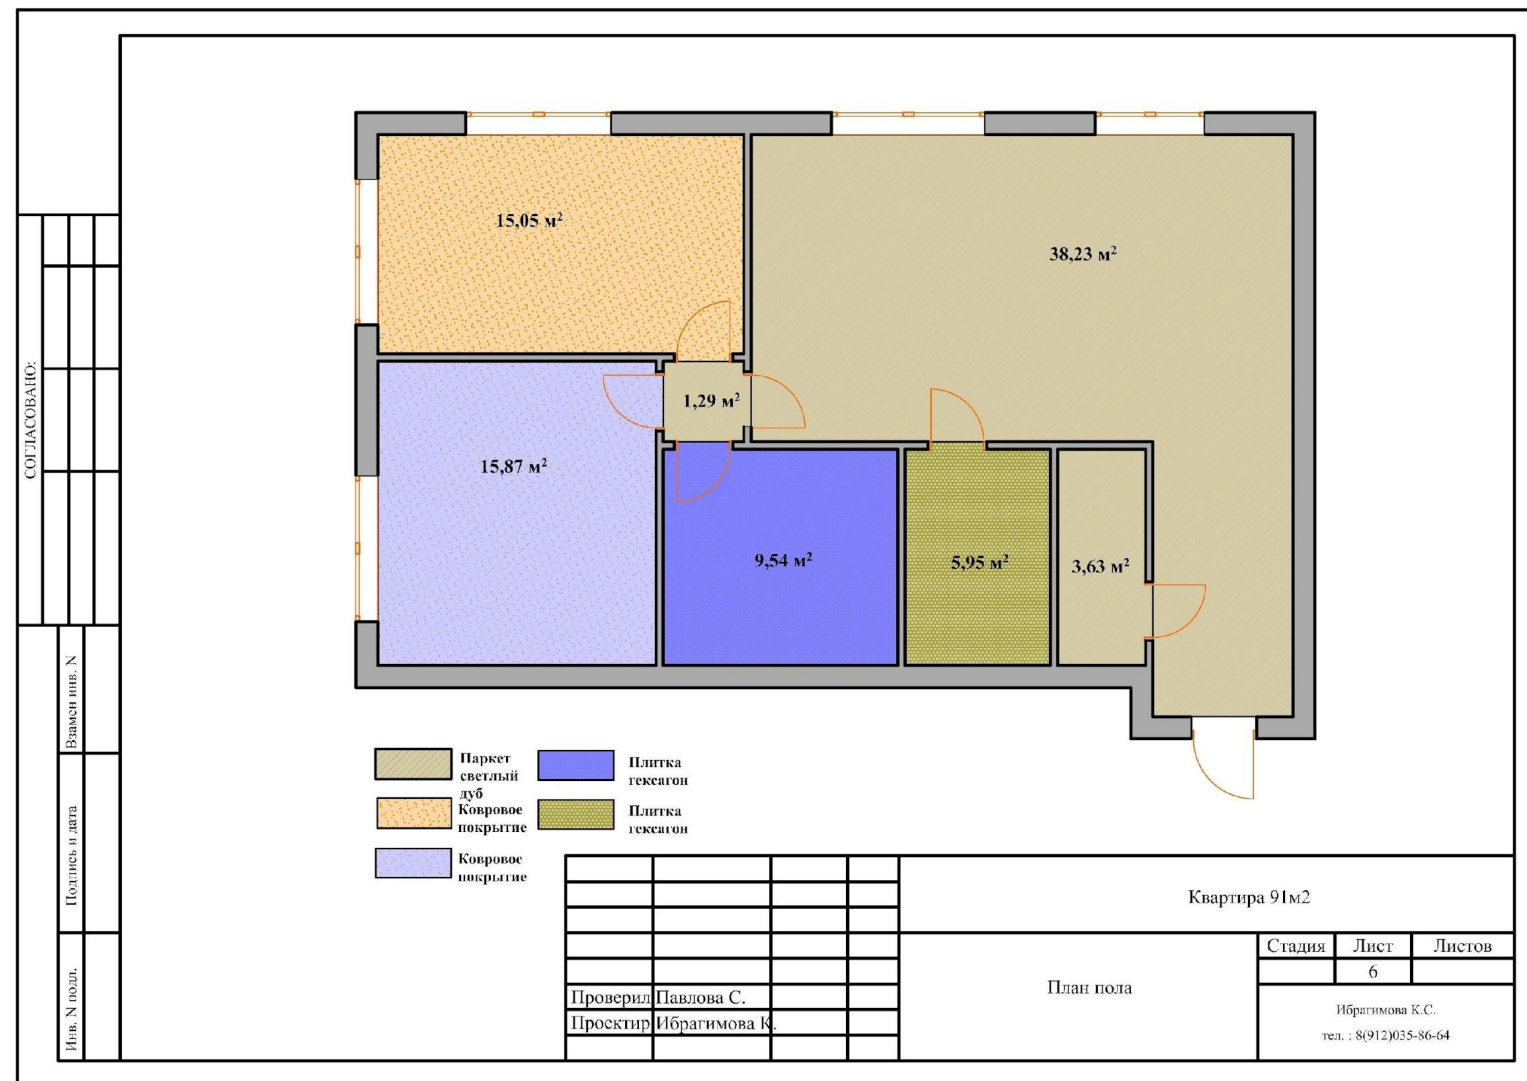 15,05 м²
38,23 м²
1,29 м²
15,87 м²
9,54 м²
5,95 м²
3,63 м²
СОГЛАСОВАНО:
Взамен инв. N
Подпись и дата
Инв. N подл.
Паркет
светлый
дуб
Ковровое
покрытие
Ковровое
покрытие
Плитка
гексагон
Плитка
гексагон
Квартира 91м2
Стадия Лист Листов
6
План пола
Проверил Павлова С.
Проектир Ибрагимова К.
Ибрагимова К.С.
тел. : 8(912)035-86-64